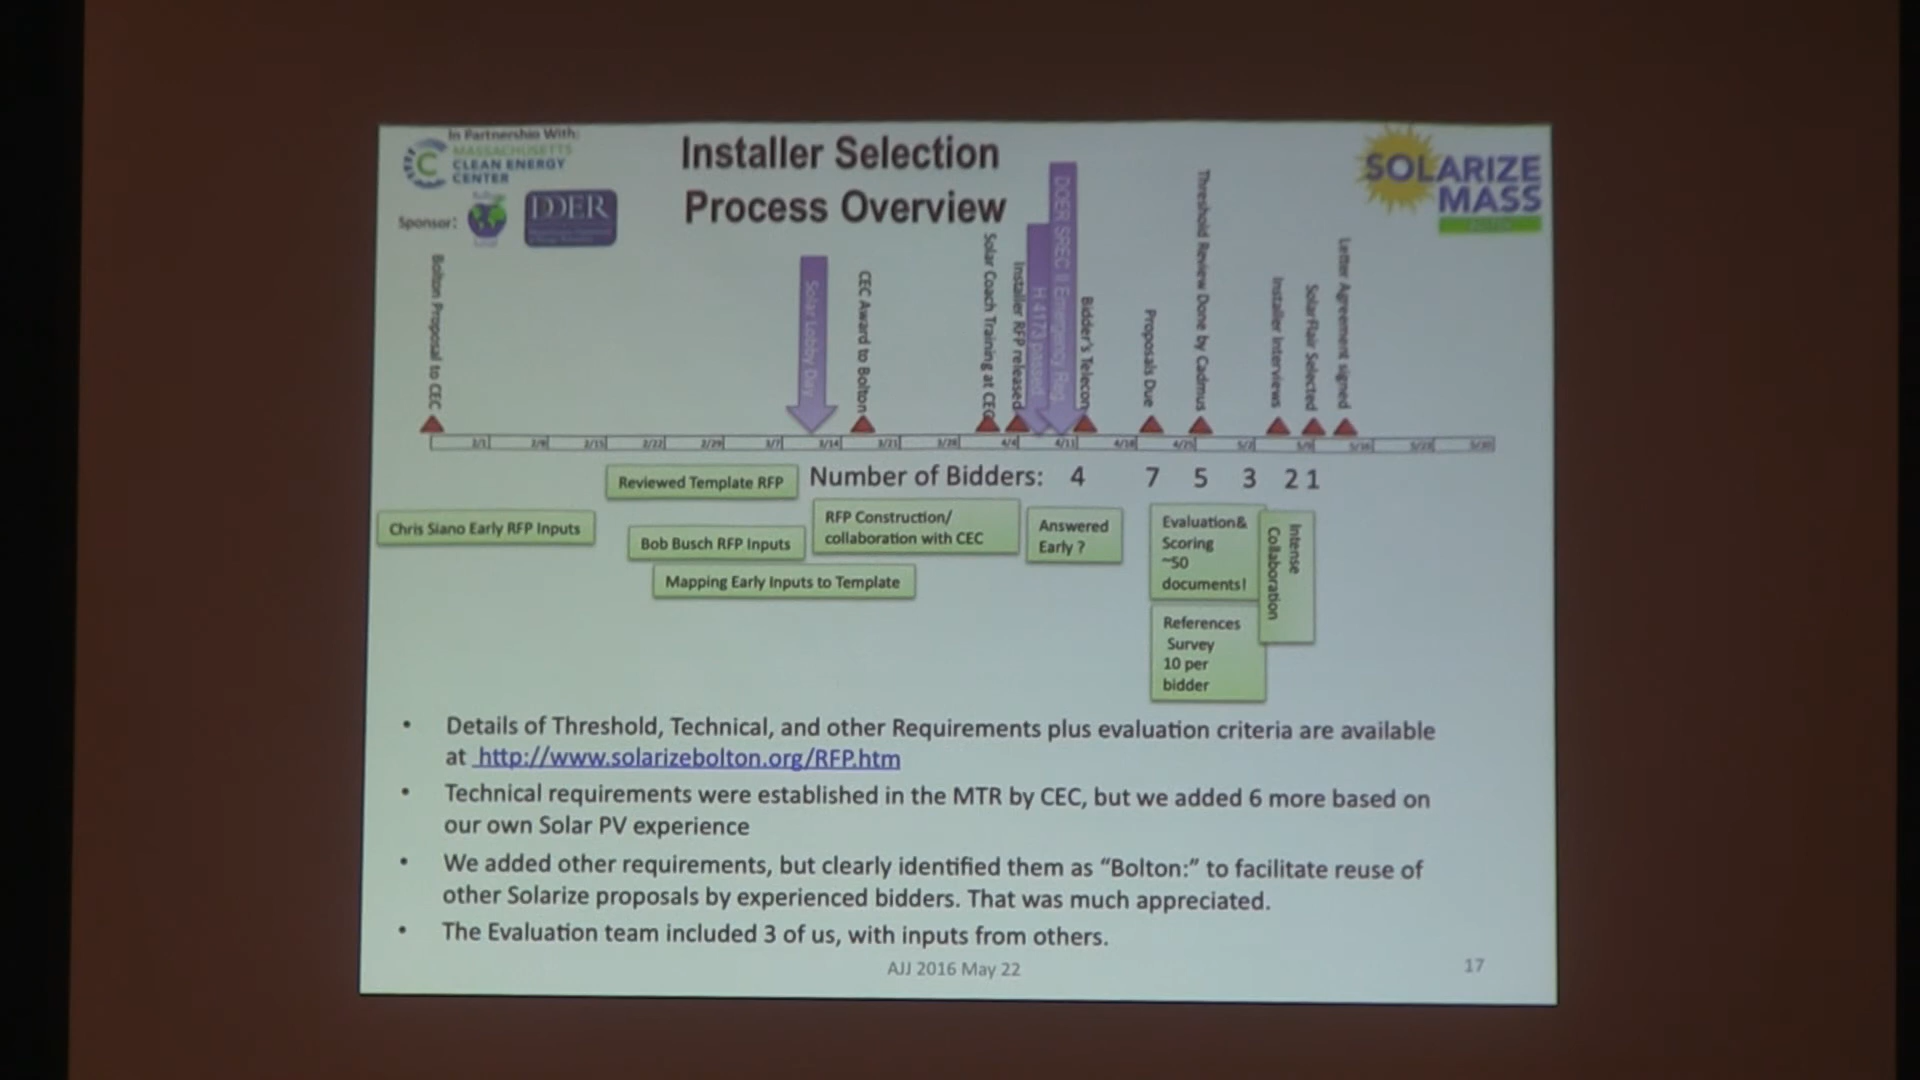 In Partnership With:
MASSACHUSETTS
CLEAN ENERGY
CENTER
Sponsor:
DOER
Installer Selection
Process Overview
SOLARIZE
MASS
Bolton Proposal to CEC
Solar Lobby Day
CEC Award to Bolton
Solar Coach Training at CEC
Installer RFP released
H 4173 passed
DOER SREC II Emergency Reg.
Bidder's Telecon
Proposals Due
Threshold Review Done by Cadmus
Installer Interviews
SolarFlair Selected
Letter Agreement signed
2/1 2/8 2/15 2/22 2/29 3/7 3/14 3/21 3/28 4/4 4/11 4/18 4/25 5/2 5/9 5/16 5/23 5/30
Reviewed Template RFP
Number of Bidders: 4 7 5 3 2 1
Chris Siano Early RFP Inputs
Bob Busch RFP Inputs
RFP Construction/
collaboration with CEC
Mapping Early Inputs to Template
Answered
Early ?
Evaluation&
Scoring
~50
documents!
Intense
Collaboration
References
Survey
10 per
bidder
• Details of Threshold, Technical, and other Requirements plus evaluation criteria are available
at http://www.solarizebolton.org/RFP.htm
• Technical requirements were established in the MTR by CEC, but we added 6 more based on
our own Solar PV experience
• We added other requirements, but clearly identified them as “Bolton:” to facilitate reuse of
other Solarize proposals by experienced bidders. That was much appreciated.
• The Evaluation team included 3 of us, with inputs from others.
AJJ 2016 May 22
17